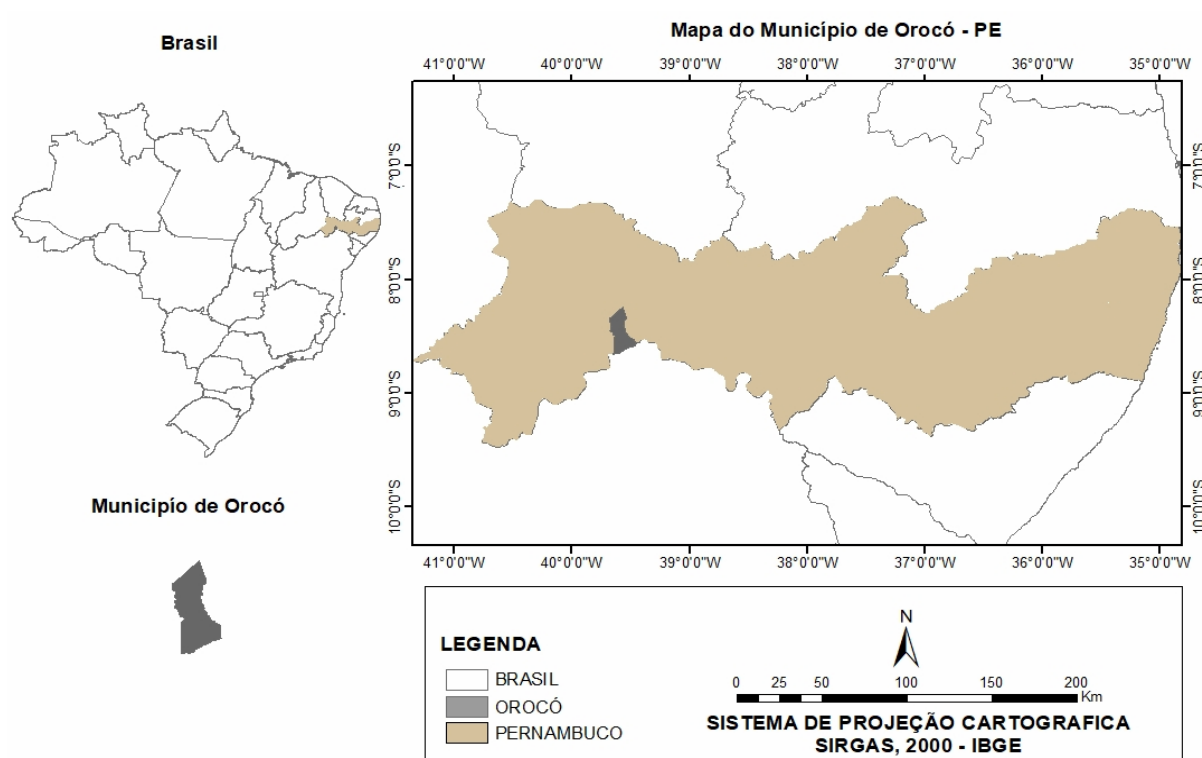 Brasil
Mapa do Município de Orocó - PE
41°0'0"W 40°0'0"W 39°0'0"W 38°0'0"W 37°0'0"W 36°0'0"W 35°0'0"W
7°0'0"S 7°0'0"S
8°0'0"S 8°0'0"S
9°0'0"S 9°0'0"S
10°0'0"S 10°0'0"S
41°0'0"W 40°0'0"W 39°0'0"W 38°0'0"W 37°0'0"W 36°0'0"W 35°0'0"W
Municipío de Orocó
LEGENDA
BRASIL
OROCÓ
PERNAMBUCO
N
0 25 50 100 150 200
Km
SISTEMA DE PROJEÇÃO CARTOGRAFICA
SIRGAS, 2000 - IBGE